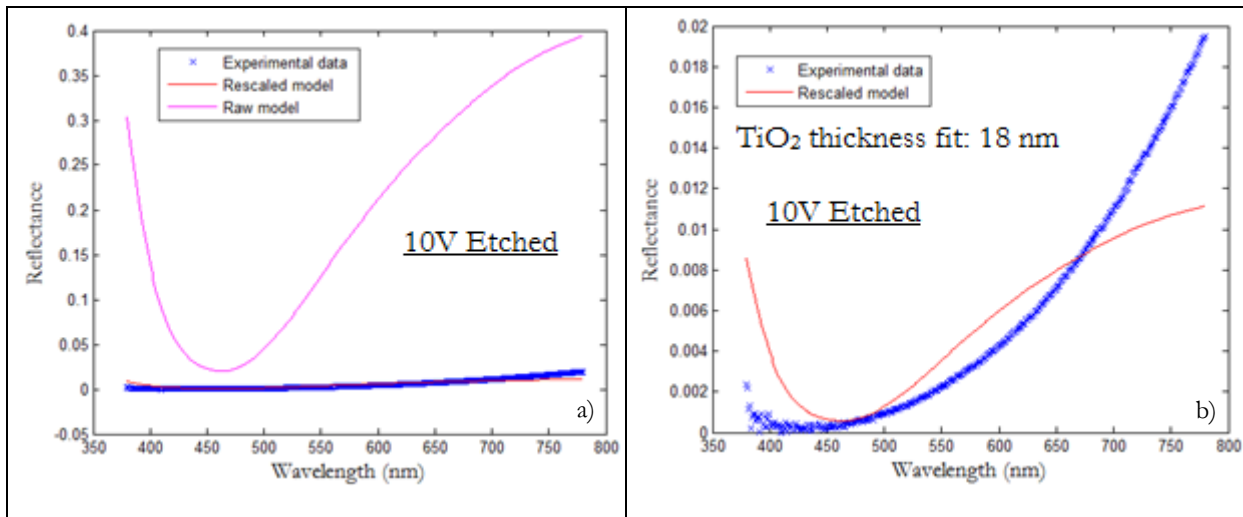 0.4
0.35
0.3
0.25
0.2
0.15
0.1
0.05
0
-0.05
Reflectance
Experimental data
Rescaled model
Raw model
10V Etched
a)
350 400 450 500 550 600 650 700 750 800
Wavelength (nm)
0.02
0.018
0.016
0.014
0.012
0.01
0.008
0.006
0.004
0.002
0
Reflectance
Experimental data
Rescaled model
TiO₂ thickness fit: 18 nm
10V Etched
b)
350 400 450 500 550 600 650 700 750 800
Wavelength (nm)